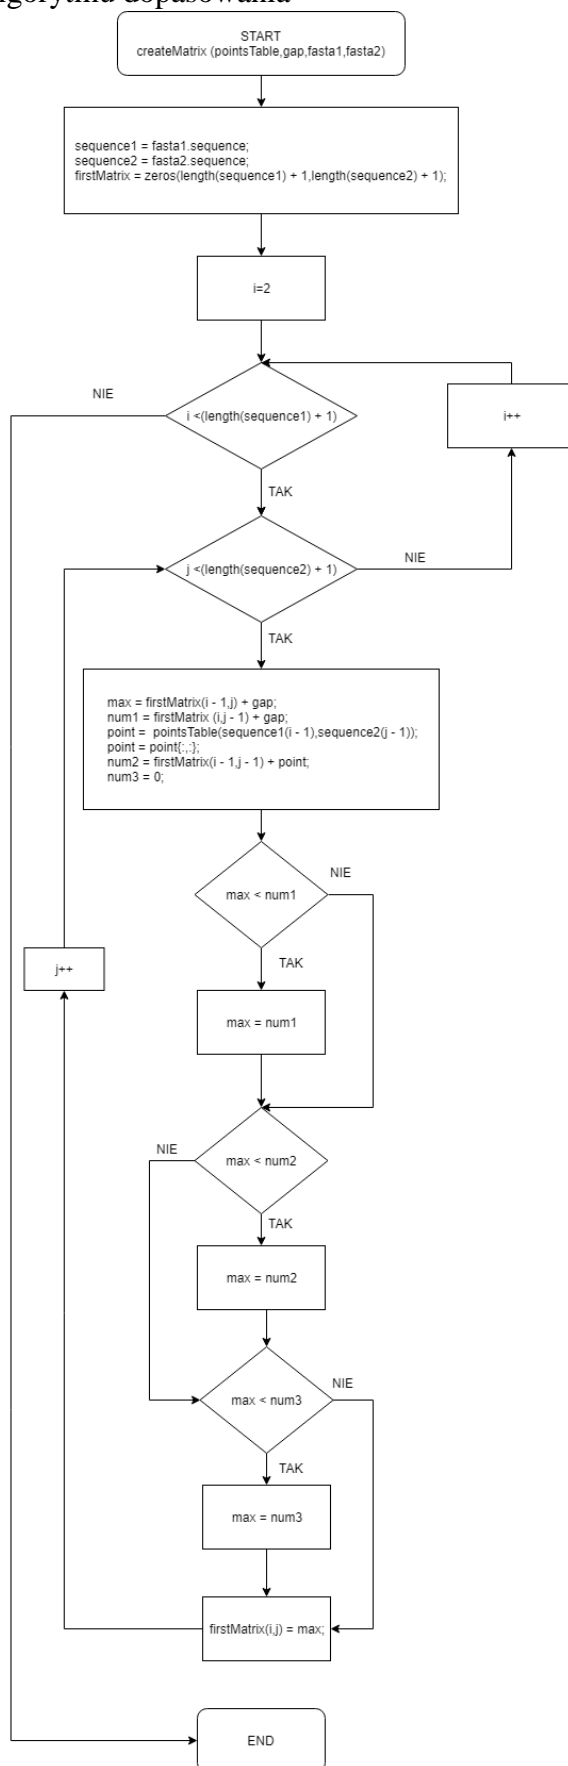 dopasowania
START
createMatrix (pointsTable,gap,fasta1,fasta2)
sequence1 = fasta1.sequence;
sequence2 = fasta2.sequence;
firstMatrix = zeros(length(sequence1) + 1,length(sequence2) + 1);
i=2
NIE
i <(length(sequence1) + 1)
i++
TAK
j <(length(sequence2) + 1)
NIE
TAK
max = firstMatrix(i - 1,j) + gap;
num1 = firstMatrix (i,j - 1) + gap;
point =  pointsTable(sequence1(i - 1),sequence2(j - 1));
point = point{:,:};
num2 = firstMatrix(i - 1,j - 1) + point;
num3 = 0;
NIE
max < num1
TAK
j++
max = num1
NIE
max < num2
TAK
max = num2
NIE
max < num3
TAK
max = num3
firstMatrix(i,j) = max;
END